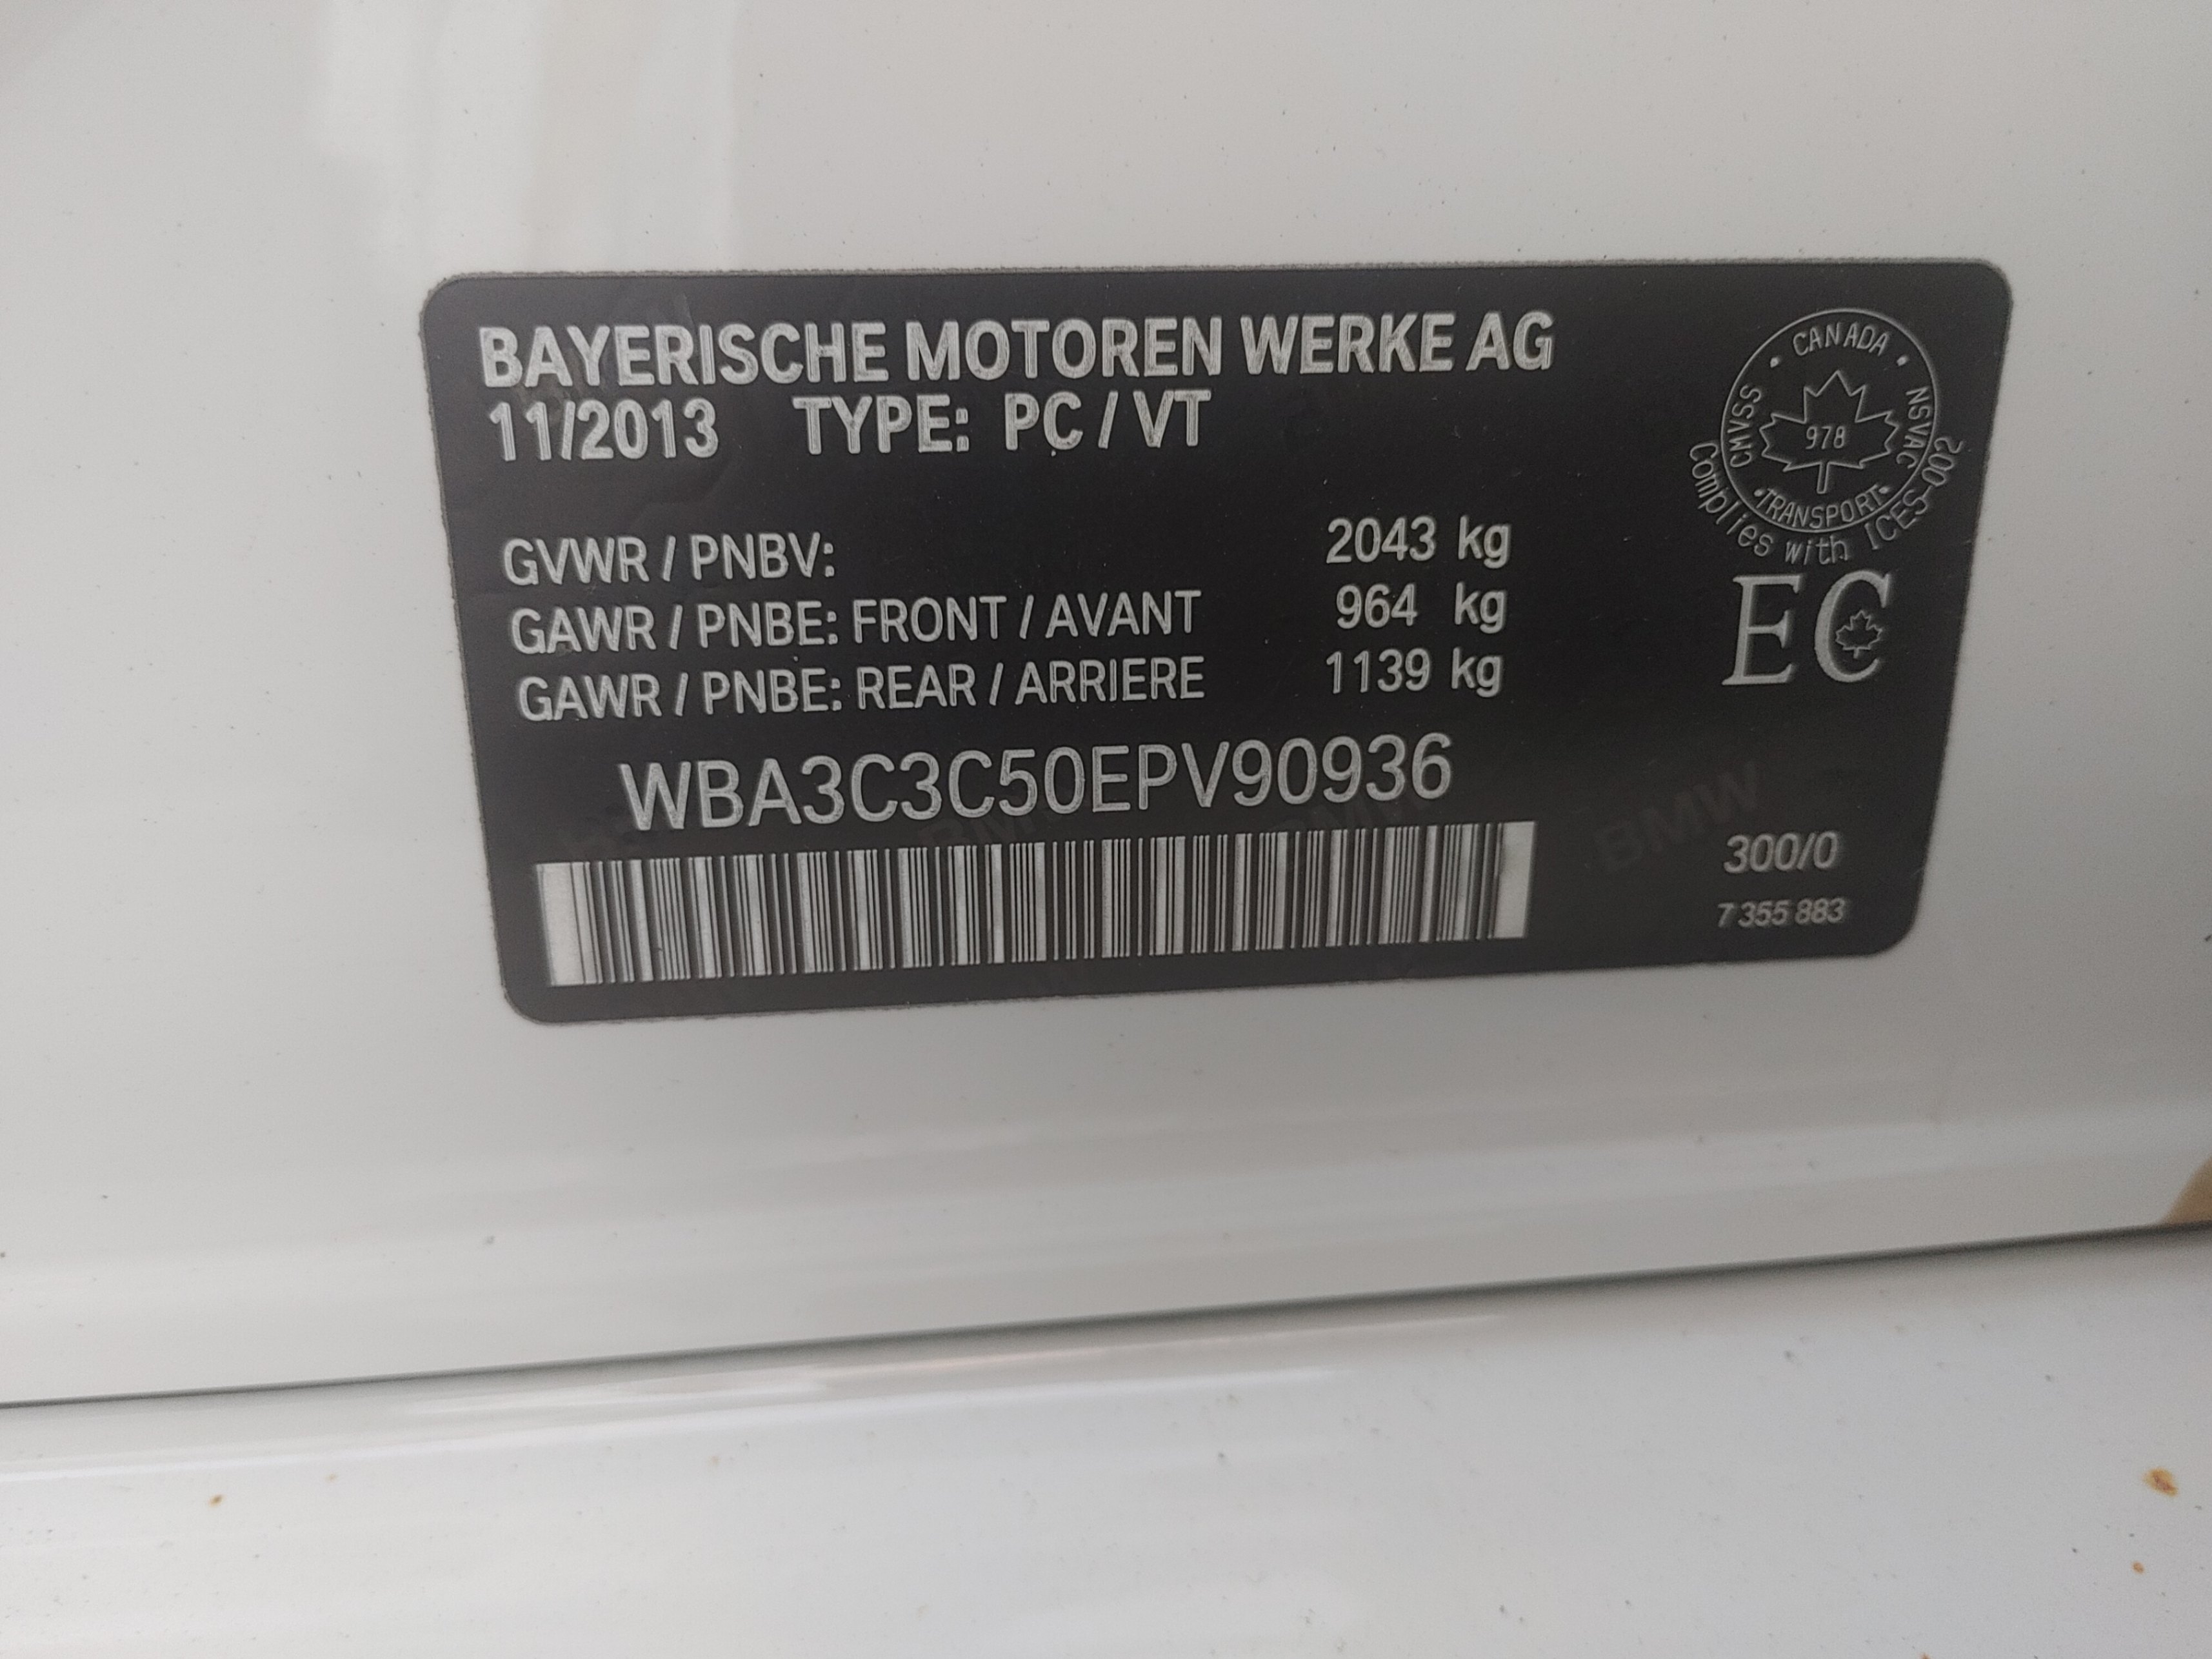 BAYERISCHE MOTOREN WERKE AG
11/2013 TYPE: PC / VT
GVWR / PNBV: 2043 kg
GAWR / PNBE: FRONT / AVANT 964 kg
GAWR / PNBE: REAR / ARRIERE 1139 kg
WBA3C3C50EPV90936
CANADA
CMVSS
NSVAC
978
TRANSPORT
Complies with ICES-002
EC
BMW
300/0
7 355 883